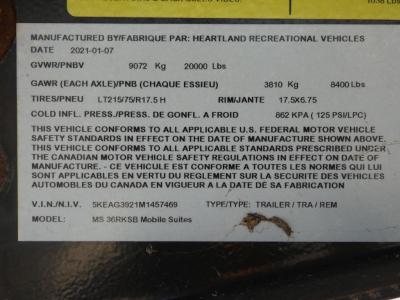 MANUFACTURED BY/FABRIQUE PAR: HEARTLAND RECREATIONAL VEHICLES
DATE 2021-01-07
GVWR/PNBV 9072 Kg 20000 Lbs
GAWR (EACH AXLE)/PNB (CHAQUE ESSIEU) 3810 Kg 8400 Lbs
TIRES/PNEU LT215/75/R17.5 H RIM/JANTE 17.5X6.75
COLD INFL. PRESS./PRESS. DE GONFL. A FROID 862 KPA ( 125 PSI/LPC)
THIS VEHICLE CONFORMS TO ALL APPLICABLE U.S. FEDERAL MOTOR VEHICLE
SAFETY STANDARDS IN EFFECT ON THE DATE OF MANUFACTURE SHOWN ABOVE.
THIS VEHICLE CONFORMS TO ALL APPLICABLE STANDARDS PRESCRIBED UNDER
THE CANADIAN MOTOR VEHICLE SAFETY REGULATIONS IN EFFECT ON THE DATE OF
MANUFACTURE. - CE VEHICULE EST CONFORME A TOUTES LES NORMES QUI LUI
SONT APPLICABLES EN VERTU DU REGLEMENT SUR LA SECURITE DES VEHICLES
AUTOMOBILES DU CANADA EN VIGUEUR A LA DATE DE SA FABRICATION
V.I.N./N.I.V. 5KEAG3921M1457469 TYPE/TYPE: TRAILER / TRA / REM
MODEL: MS 36RKSB Mobile Suites